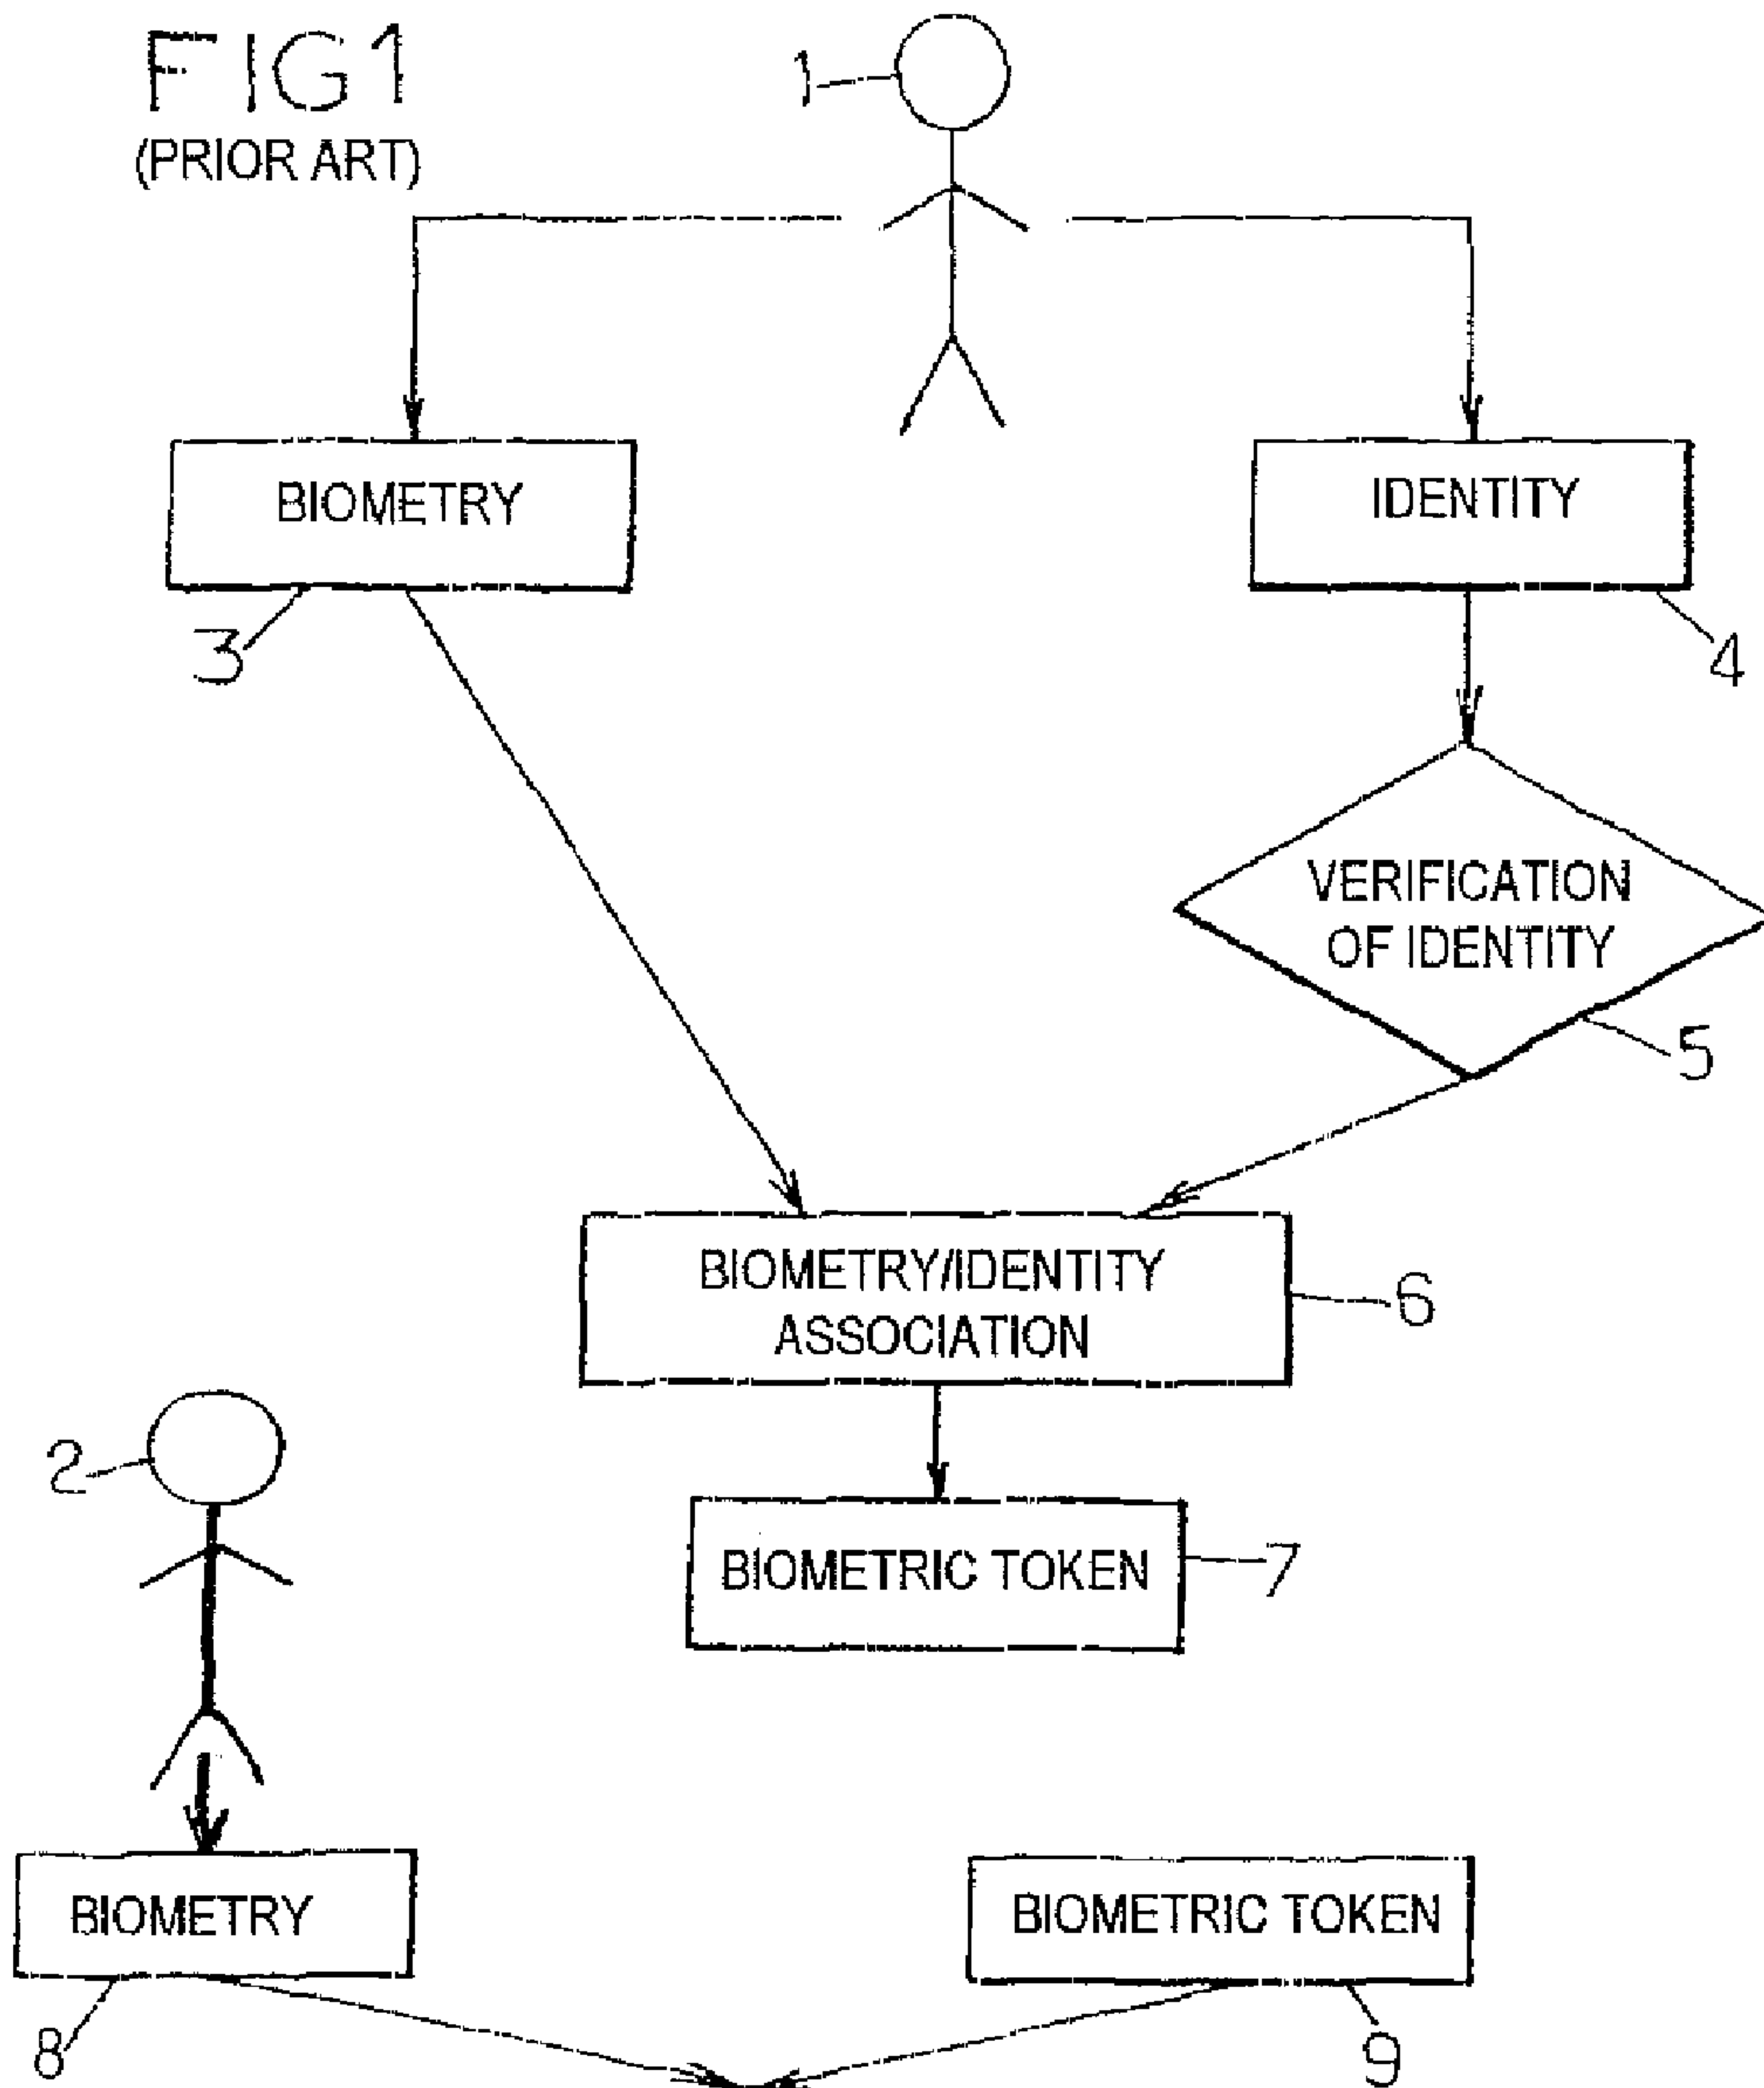 FIG1
(PRIOR ART)
1
BIOMETRY
IDENTITY
3
4
VERIFICATION
OF IDENTITY
5
BIOMETRY/IDENTITY
ASSOCIATION
6
2
BIOMETRIC TOKEN
7
BIOMETRY
BIOMETRIC TOKEN
8
9